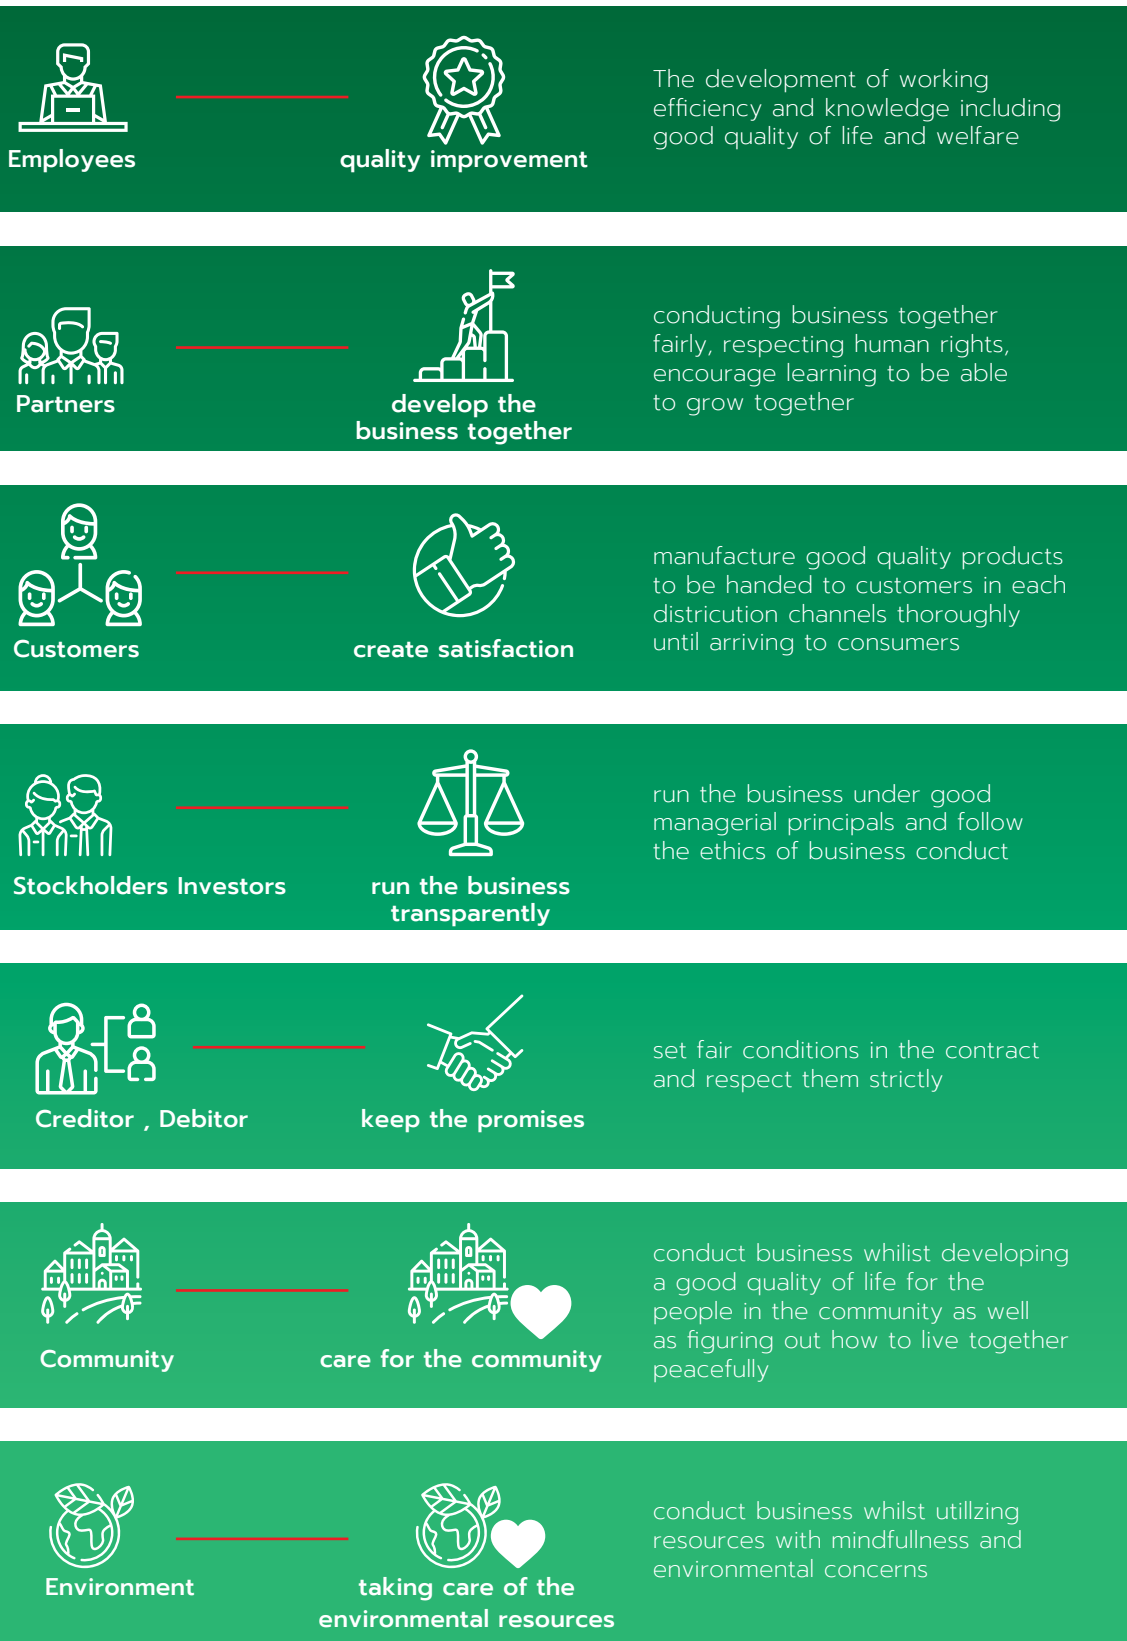 Employees
quality improvement
The development of working
efficiency and knowledge including
good quality of life and welfare
Partners
develop the
business together
conducting business together
fairly, respecting human rights,
encourage learning to be able
to grow together
Customers
create satisfaction
manufacture good quality products
to be handed to customers in each
districution channels thoroughly
until arriving to consumers
Stockholders Investors
run the business
transparently
run the business under good
managerial principals and follow
the ethics of business conduct
Creditor , Debitor
keep the promises
set fair conditions in the contract
and respect them strictly
Community
care for the community
conduct business whilst developing
a good quality of life for the
people in the community as well
as figuring out how to live together
peacefully
Environment
taking care of the
environmental resources
conduct business whilst utillzing
resources with mindfullness and
environmental concerns